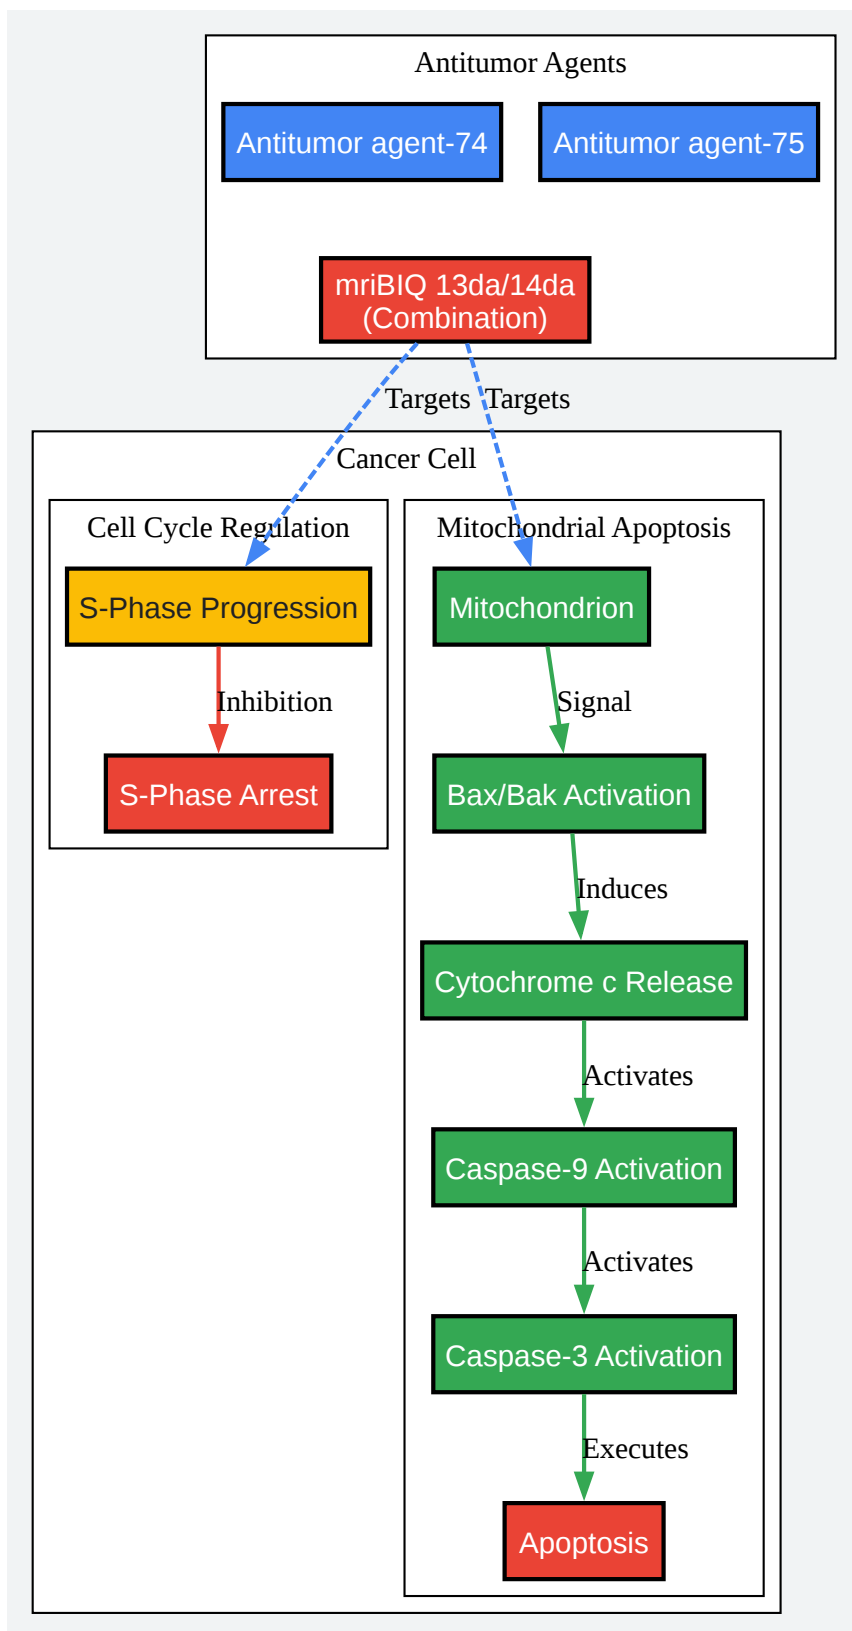 Antitumor Agents
Antitumor agent-74
Antitumor agent-75
mriBIQ 13da/14da
(Combination)
Targets
Targets
Cancer Cell
Cell Cycle Regulation
Mitochondrial Apoptosis
S-Phase Progression
Mitochondrion
Inhibition
Signal
S-Phase Arrest
Bax/Bak Activation
Induces
Cytochrome c Release
Activates
Caspase-9 Activation
Activates
Caspase-3 Activation
Executes
Apoptosis